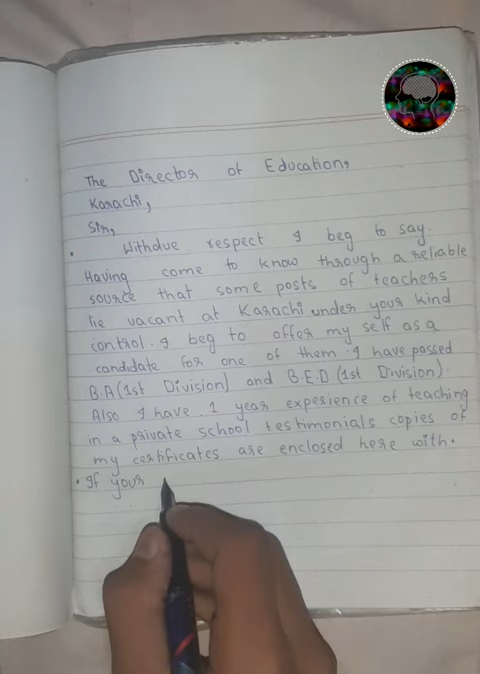 The Director of Education,
Karachi,
Sir,
Withdue respect I beg to say.
Having come to know through a reliable
source that some posts of teachers
lie vacant at Karachi under your kind
control. I beg to offer my self as a
candidate for one of them. I have passed
B.A (1st Division) and B.E.D (1st Division).
Also I have 1 year experience of teaching
in a private school testimonials copies of
my certificates are enclosed here with.
• If your